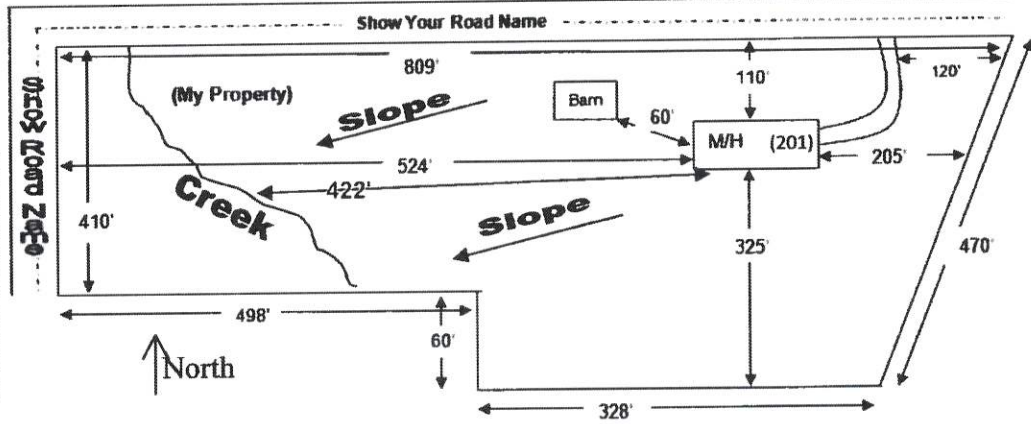 Show Your Road Name
809'
110'
120'
(My Property)
Slope
Barn
60'
M/H (201)
Show Road Name
524'
205'
422'
Creek
410'
Slope
325'
470'
498'
60'
North
328'